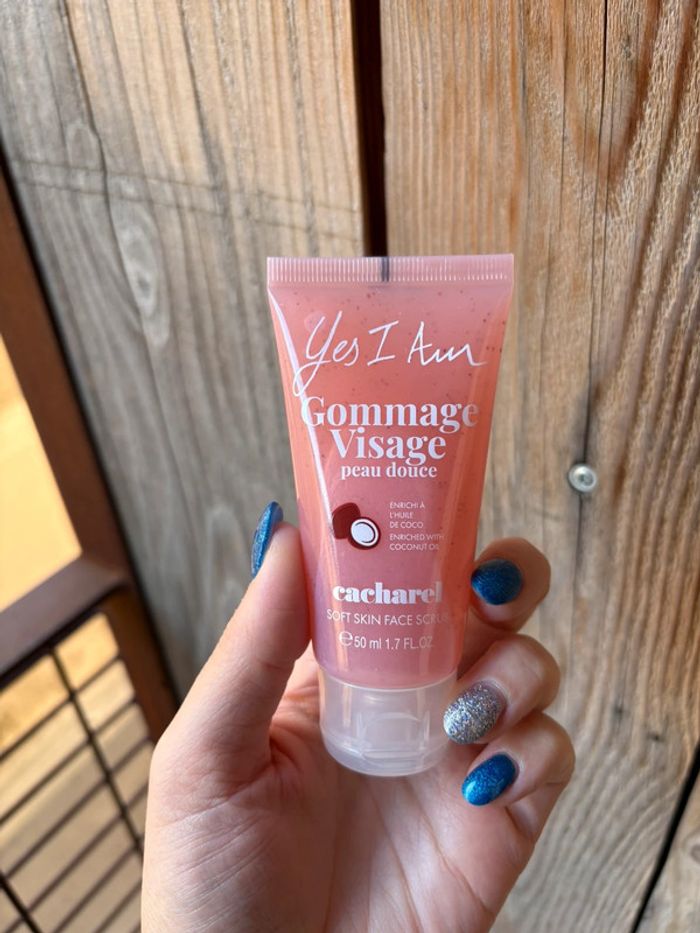 Yes I Am
Gommage
Visage
peau douce
ENRICHI À
L'HUILE
DE COCO
ENRICHED WITH
COCONUT OIL
cacharel
SOFT SKIN FACE SCRUB
℮50 ml 1.7 FL.OZ.